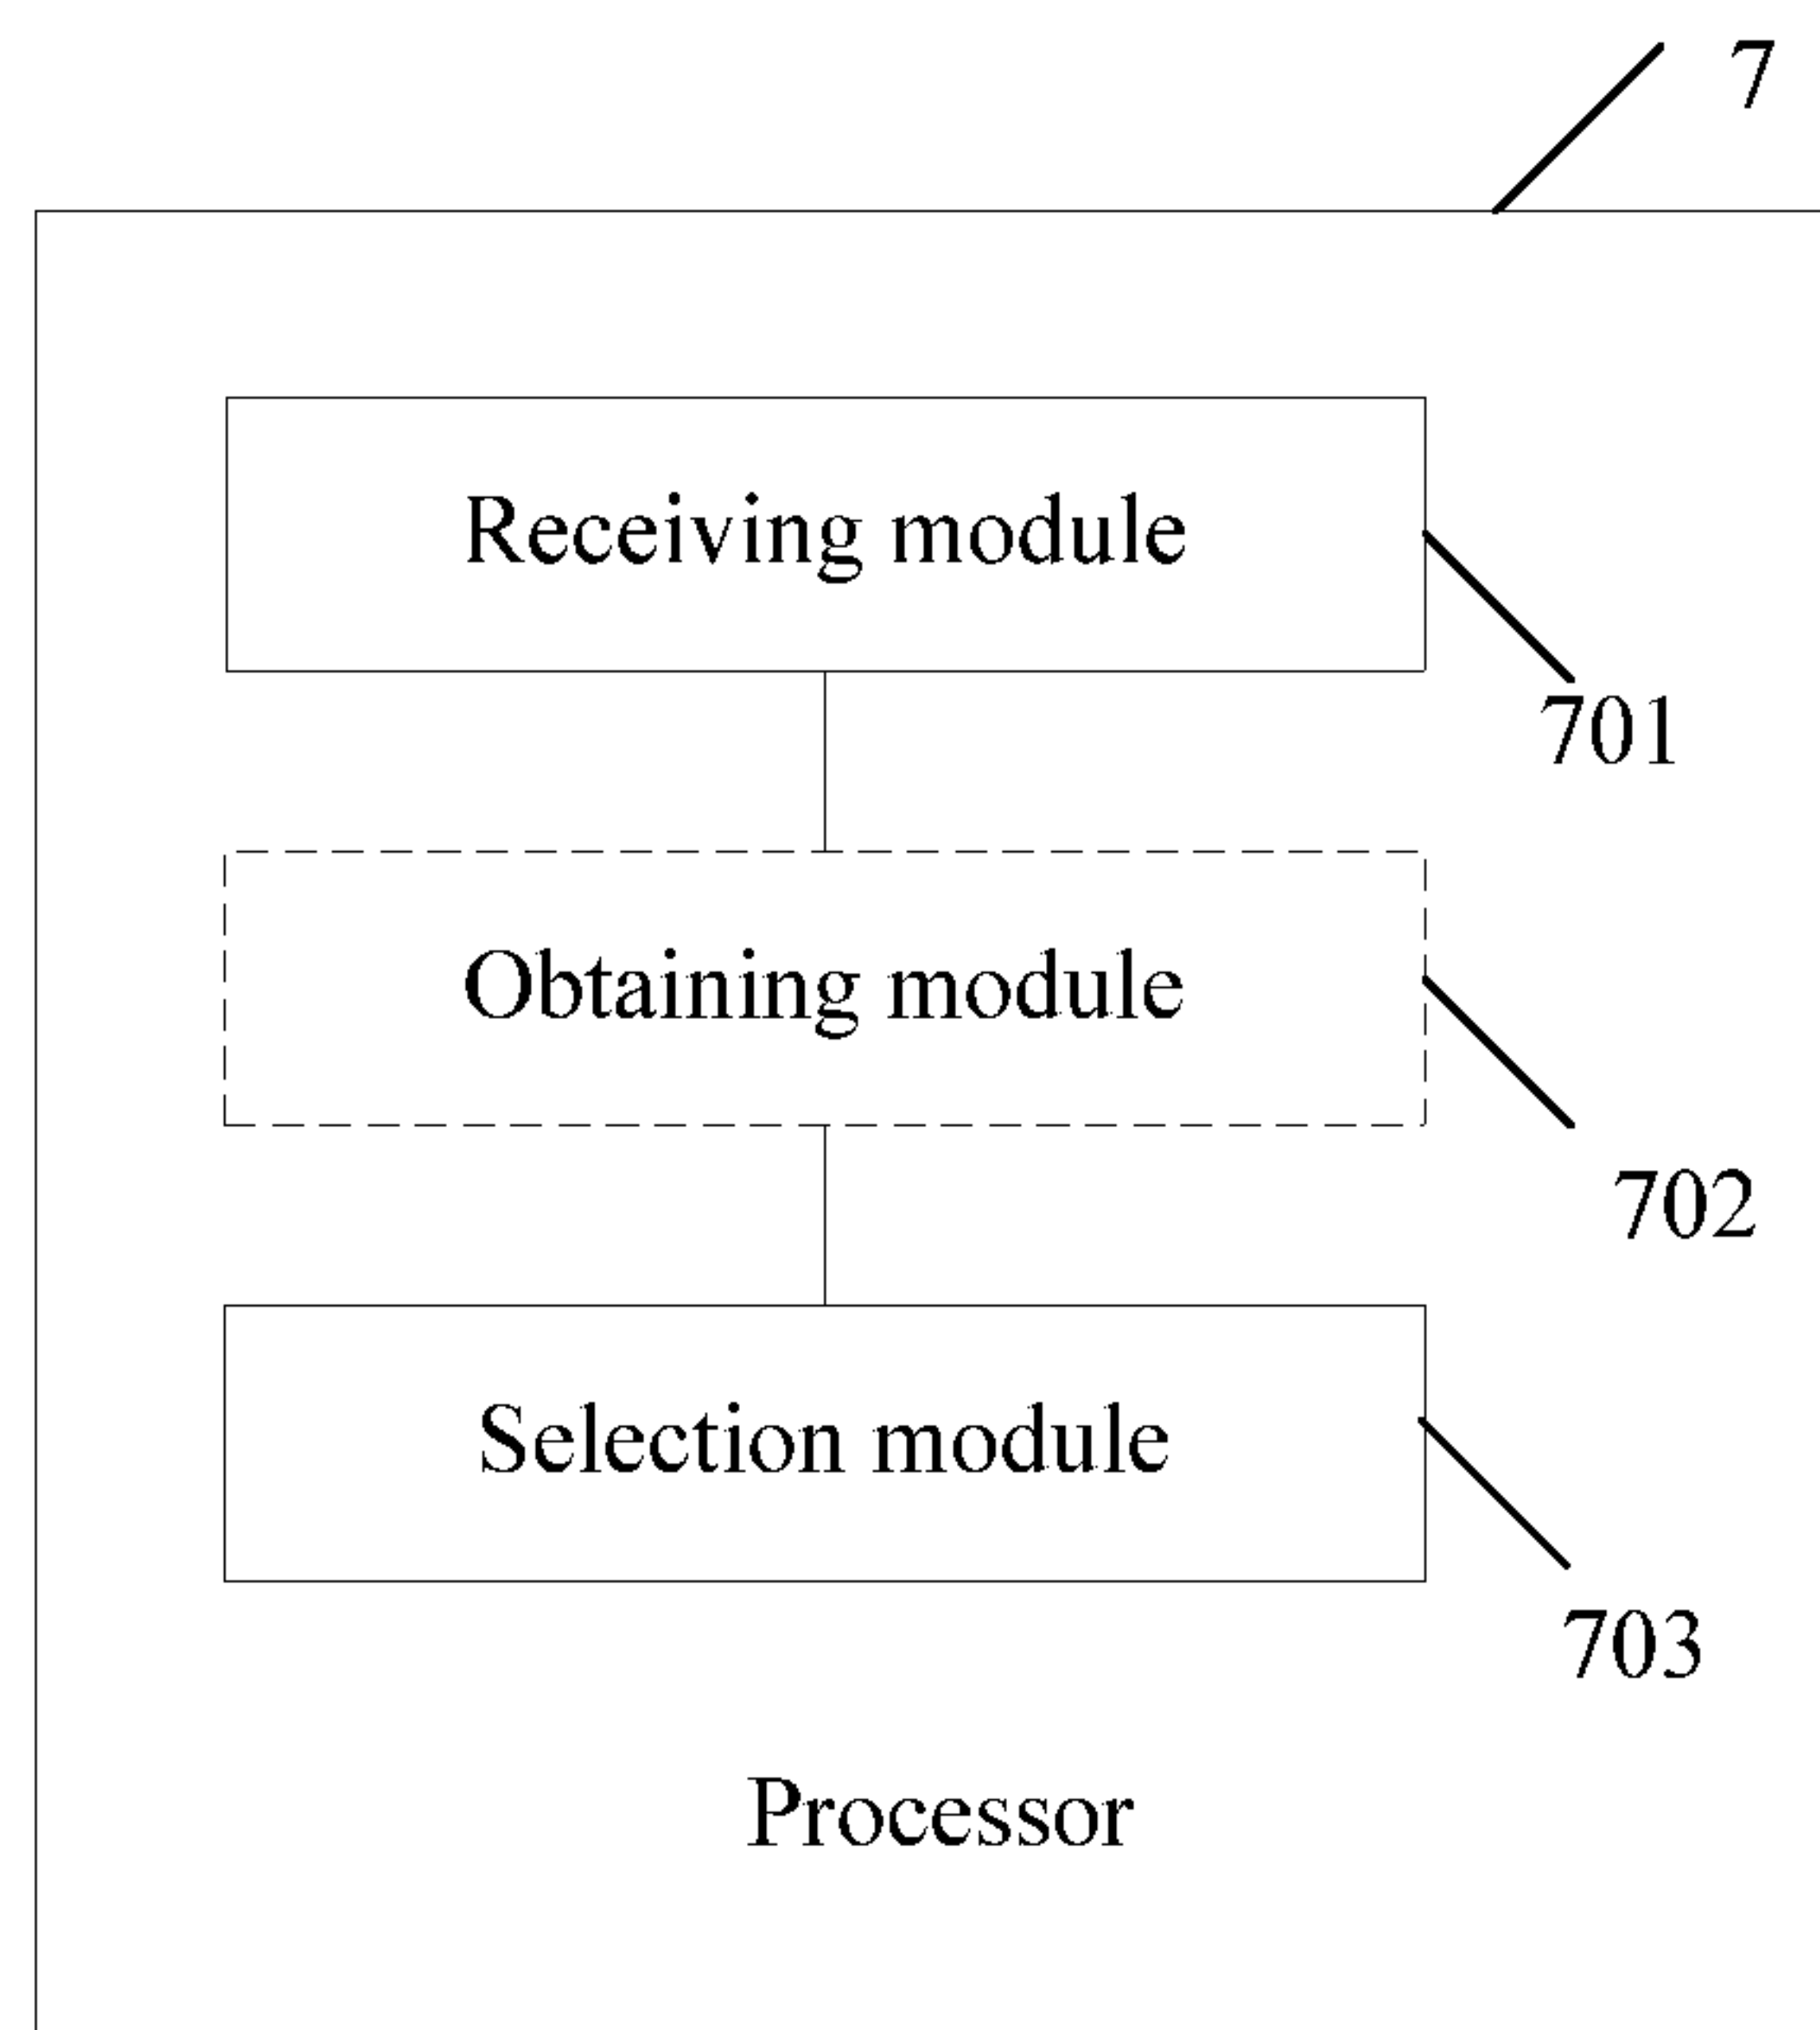 7
Receiving module
701
Obtaining module
702
Selection module
703
Processor